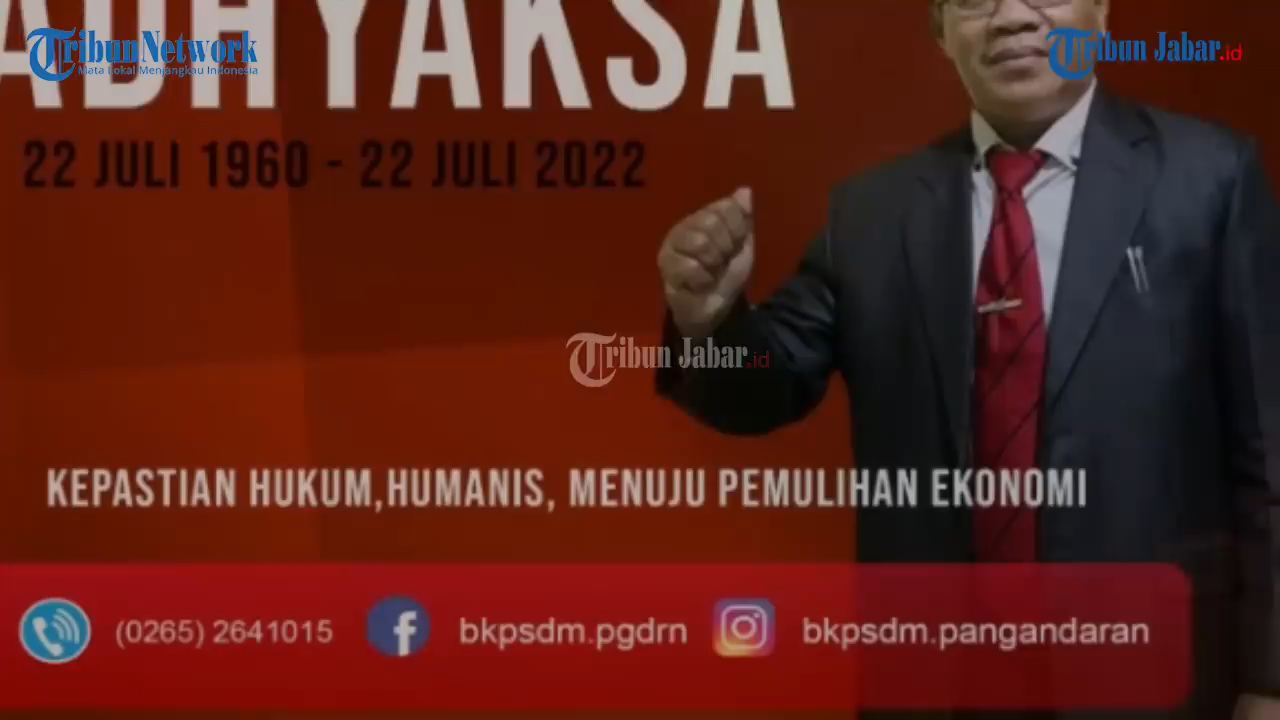 TribunNetwork
Mata Lokal Menjangkau Indonesia
Tribun Jabar.id
ADHYAKSA
22 JULI 1960 - 22 JULI 2022
Tribun Jabar.id
KEPASTIAN HUKUM,HUMANIS, MENUJU PEMULIHAN EKONOMI
(0265) 2641015
bkpsdm.pgdrn
bkpsdm.pangandaran